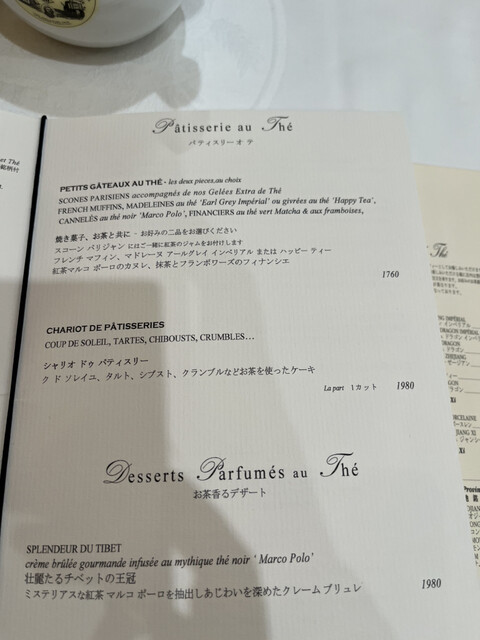 Pâtisserie au Thé
パティスリー オ テ
PETITS GÂTEAUX AU THÉ - les deux pieces, au choix
SCONES PARISIENS accompagnés de nos Gelées Extra de Thé
FRENCH MUFFINS, MADELEINES au thé 'Earl Grey Impérial' ou givrées au thé 'Happy Tea',
CANNELÉS au thé noir 'Marco Polo', FINANCIERS au thé vert Matcha & aux framboises,
焼き菓子、お茶と共に - お好みの二品をお選びください
スコーン パリジャン にはご一緒に紅茶のジャムをお付けします
フレンチ マフィン、マドレーヌ アールグレイ インペリアル または ハッピー ティー
紅茶マルコ ポーロのカヌレ、抹茶とフランボワーズのフィナンシエ
1760
CHARIOT DE PÂTISSERIES
COUP DE SOLEIL, TARTES, CHIBOUSTS, CRUMBLES...
シャリオ ドゥ パティスリー
ク ド ソレイユ、タルト、シブスト、クランブルなどお茶を使ったケーキ
La part 1カット 1980
Desserts Parfumés au Thé
お茶香るデザート
SPLENDEUR DU TIBET
crème brûlée gourmande infusée au mythique thé noir ' Marco Polo'
壮麗たるチベットの王冠
ミステリアスな紅茶 マルコ ポーロを抽出しあじわいを深めたクレーム ブリュレ
1980